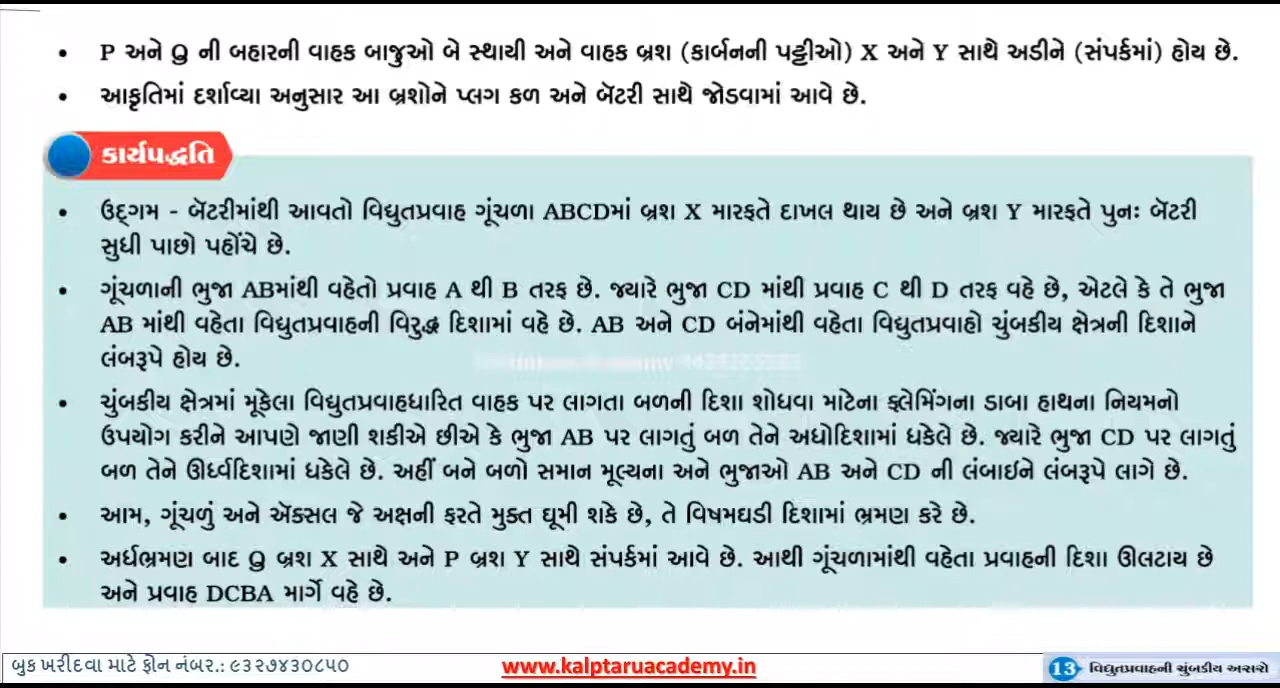 • P અને Q ની બહારની વાહક બાજુઓ બે સ્થાયી અને વાહક બ્રશ (કાર્બનની પટ્ટીઓ) X અને Y સાથે અડીને (સંપર્કમાં) હોય છે.
• આકૃતિમાં દર્શાવ્યા અનુસાર આ બ્રશોને પ્લગ કળ અને બૅટરી સાથે જોડવામાં આવે છે.
કાર્યપદ્ધતિ
• ઉદ્‌ગમ - બૅટરીમાંથી આવતો વિદ્યુતપ્રવાહ ગૂંચળા ABCDમાં બ્રશ X મારફતે દાખલ થાય છે અને બ્રશ Y મારફતે પુનઃ બૅટરી
સુધી પાછો પહોંચે છે.
• ગૂંચળાની ભુજા ABમાંથી વહેતો પ્રવાહ A થી B તરફ છે. જ્યારે ભુજા CD માંથી પ્રવાહ C થી D તરફ વહે છે, એટલે કે તે ભુજા
AB માંથી વહેતા વિદ્યુતપ્રવાહની વિરુદ્ધ દિશામાં વહે છે. AB અને CD બંનેમાંથી વહેતા વિદ્યુતપ્રવાહો ચુંબકીય ક્ષેત્રની દિશાને
લંબરૂપે હોય છે.
• ચુંબકીય ક્ષેત્રમાં મૂકેલા વિદ્યુતપ્રવાહધારિત વાહક પર લાગતા બળની દિશા શોધવા માટેના ફ્લેમિંગના ડાબા હાથના નિયમનો
ઉપયોગ કરીને આપણે જાણી શકીએ છીએ કે ભુજા AB પર લાગતું બળ તેને અધોદિશામાં ધકેલે છે. જ્યારે ભુજા CD પર લાગતું
બળ તેને ઊર્ધ્વદિશામાં ધકેલે છે. અહીં બને બળો સમાન મૂલ્યના અને ભુજાઓ AB અને CD ની લંબાઇને લંબરૂપે લાગે છે.
• આમ, ગૂંચળું અને ઍક્સલ જે અક્ષની ફરતે મુક્ત ઘૂમી શકે છે, તે વિષમઘડી દિશામાં ભ્રમણ કરે છે.
• અર્ધભ્રમણ બાદ Q બ્રશ X સાથે અને P બ્રશ Y સાથે સંપર્કમાં આવે છે. આથી ગૂંચળામાંથી વહેતા પ્રવાહની દિશા ઊલટાય છે
અને પ્રવાહ DCBA માર્ગે વહે છે.
બુક ખરીદવા માટે ફોન નંબર.: ૯૩૨૭૪૩૦૮૫૦
www.kalptaruacademy.in
13 વિદ્યુતપ્રવાહની ચુંબકીય અસરો